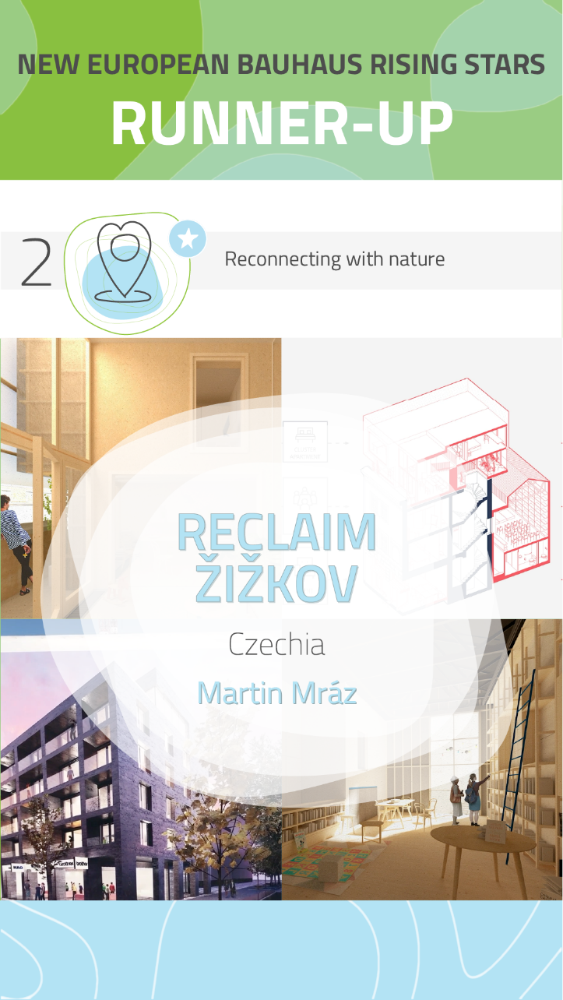 NEW EUROPEAN BAUHAUS RISING STARS
RUNNER-UP
2
Reconnecting with nature
RECLAIM
ŽIŽKOV
Czechia
Martin Mráz